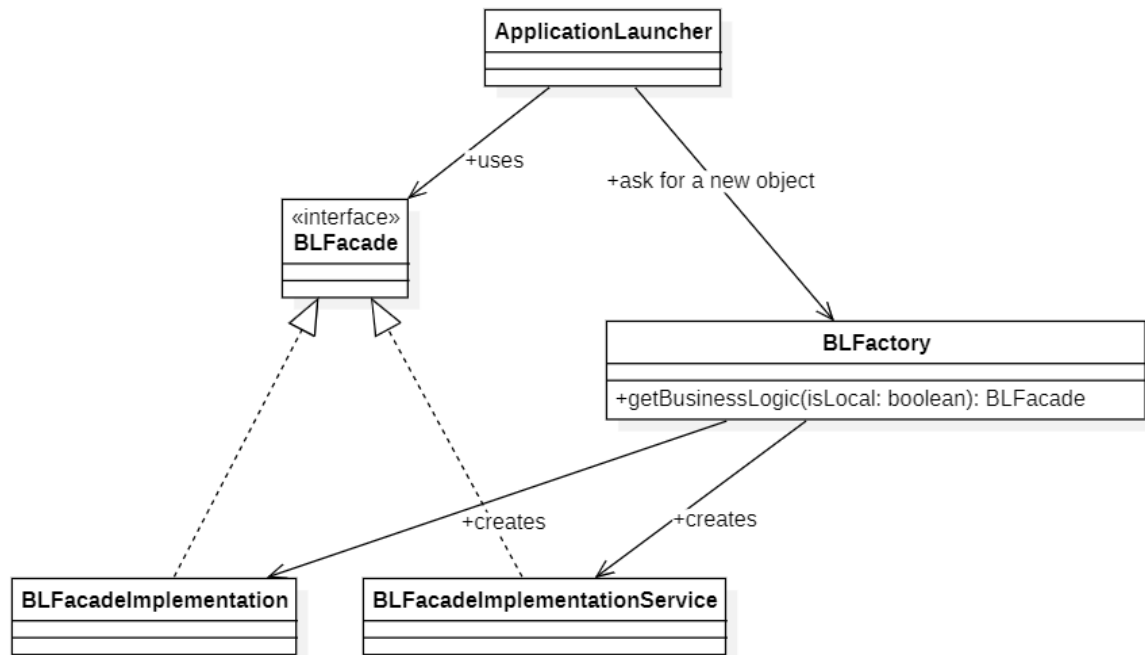 ApplicationLauncher
+uses
+ask for a new object
«interface»
BLFacade
BLFactory
+getBusinessLogic(isLocal: boolean): BLFacade
+creates
+creates
BLFacadeImplementation
BLFacadeImplementationService